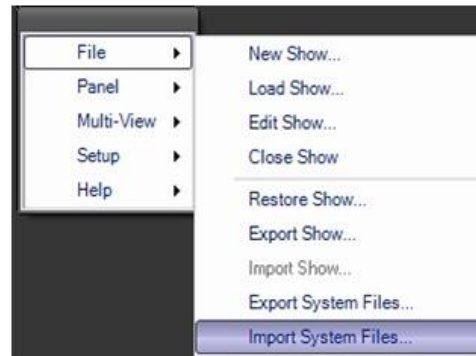 File
Panel
Multi-View
Setup
Help
New Show...
Load Show...
Edit Show...
Close Show
Restore Show...
Export Show...
Import Show...
Export System Files...
Import System Files...